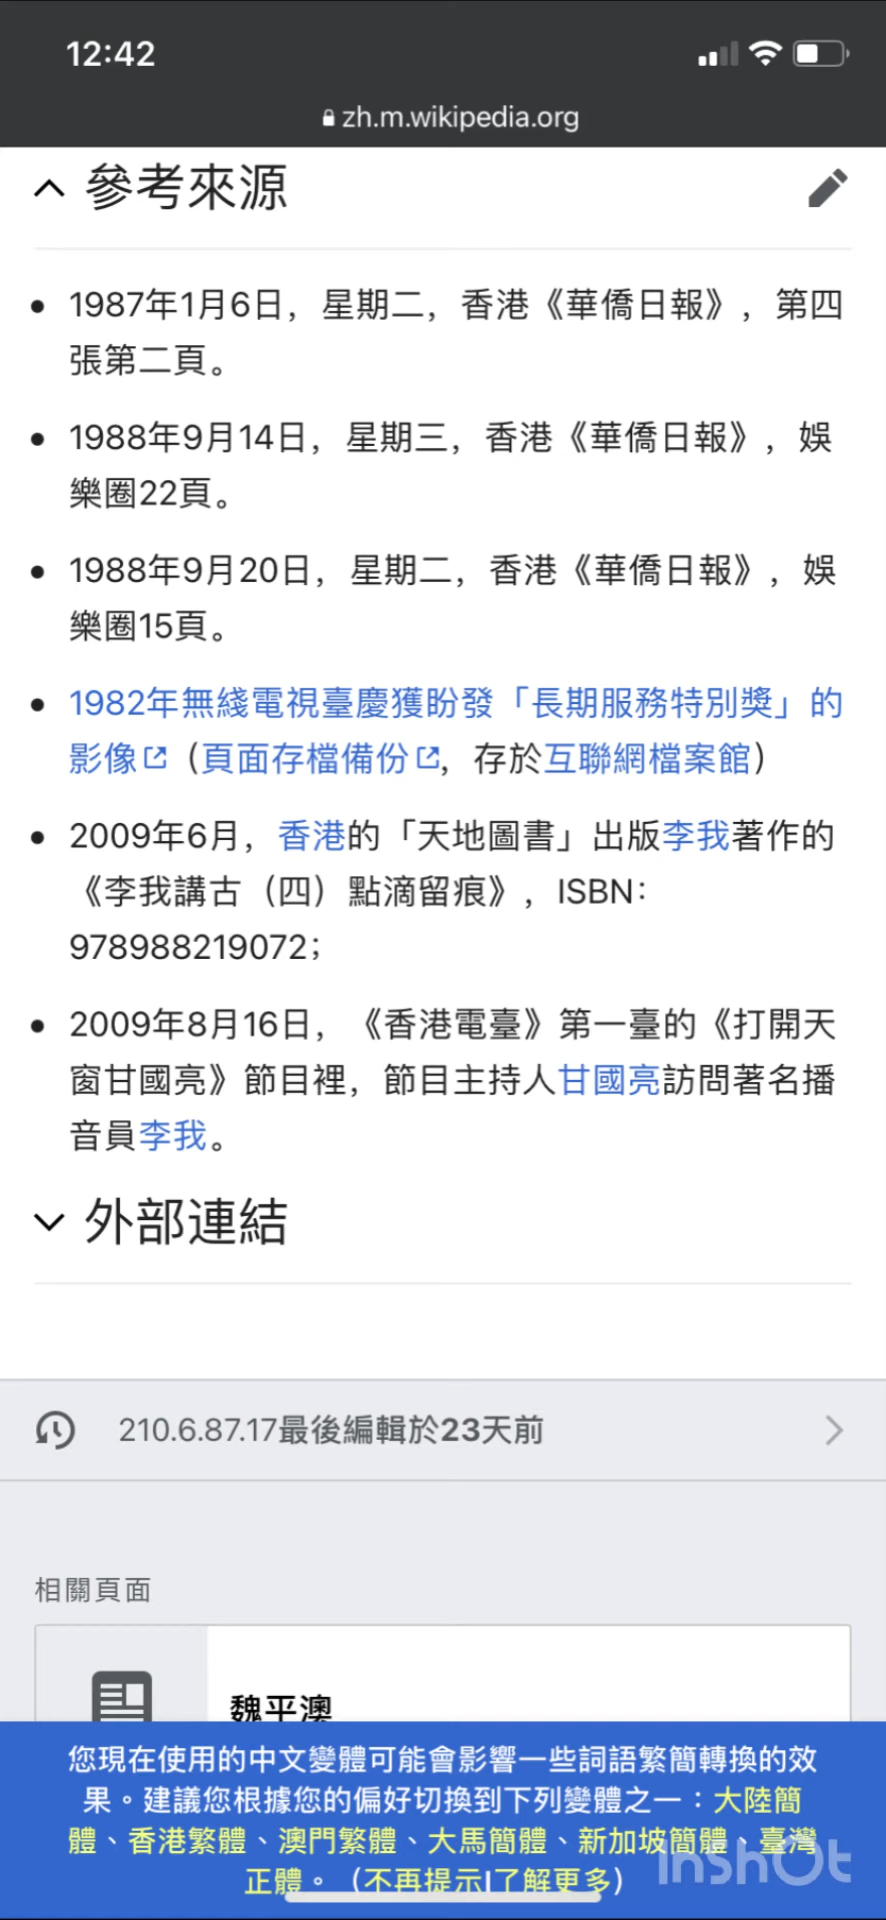 12:42
zh.m.wikipedia.org
參考來源
1987年1月6日，星期二，香港《華僑日報》，第四
張第二頁。
1988年9月14日，星期三，香港《華僑日報》，娛
樂圈22頁。
1988年9月20日，星期二，香港《華僑日報》，娛
樂圈15頁。
1982年無綫電視臺慶獲盼發「長期服務特別獎」的
影像（頁面存檔備份，存於互聯網檔案館）
2009年6月，香港的「天地圖書」出版李我著作的
《李我講古（四）點滴留痕》，ISBN：
978988219072；
2009年8月16日，《香港電臺》第一臺的《打開天
窗甘國亮》節目裡，節目主持人甘國亮訪問著名播
音員李我。
外部連結
210.6.87.17最後編輯於23天前
相關頁面
魏平澳
您現在使用的中文變體可能會影響一些詞語繁簡轉換的效
果。建議您根據您的偏好切換到下列變體之一：大陸簡
體、香港繁體、澳門繁體、大馬簡體、新加坡簡體、臺灣
正體。（不再提示|了解更多）
InShOt